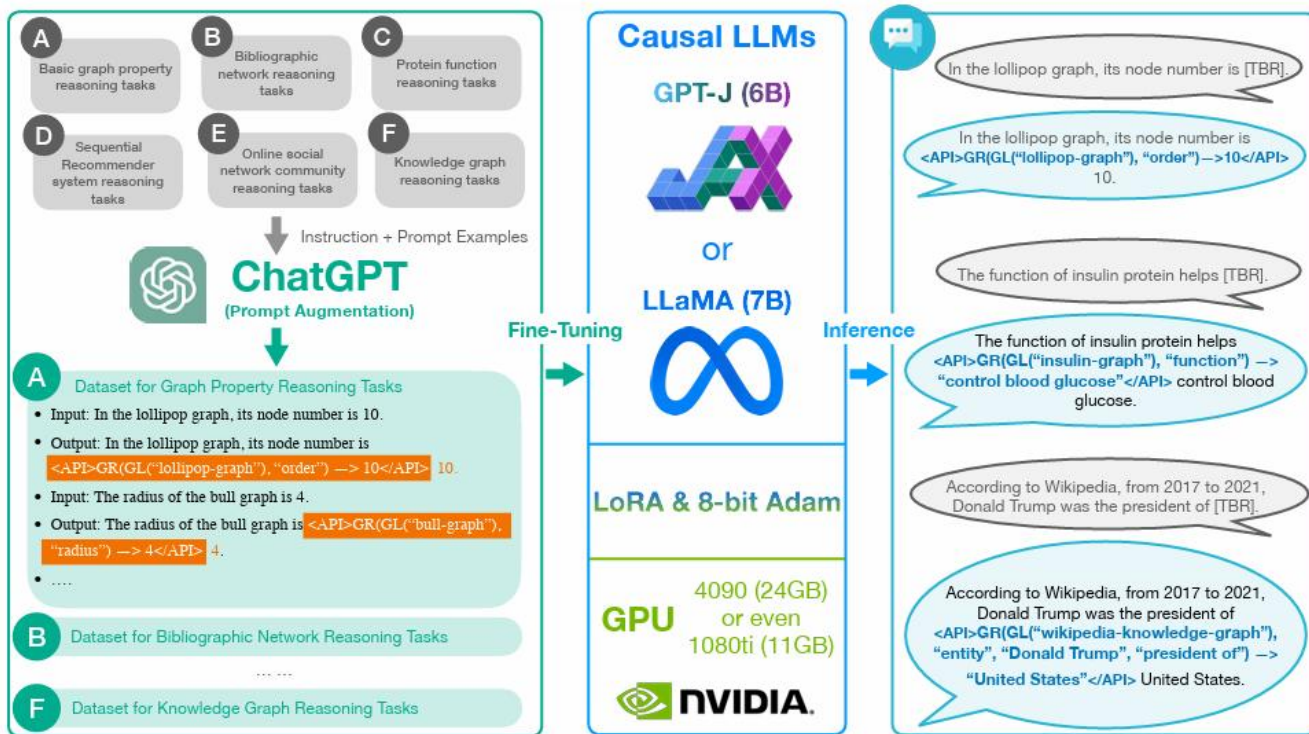 A
Basic graph property
reasoning tasks
B
Bibliographic
network reasoning
tasks
C
Protein function
reasoning tasks
D
Sequential
Recommender
system reasoning
tasks
E
Online social
network community
reasoning tasks
F
Knowledge graph
reasoning tasks
Instruction + Prompt Examples
ChatGPT
(Prompt Augmentation)
A
Dataset for Graph Property Reasoning Tasks
• Input: In the lollipop graph, its node number is 10.
• Output: In the lollipop graph, its node number is
<API>GR(GL(“lollipop-graph”), “order”) —> 10</API> 10.
• Input: The radius of the bull graph is 4.
• Output: The radius of the bull graph is <API>GR(GL(“bull-graph”),
“radius”) —> 4</API> 4.
• ....
B
Dataset for Bibliographic Network Reasoning Tasks
... ...
F
Dataset for Knowledge Graph Reasoning Tasks
Fine-Tuning
Causal LLMs
GPT-J (6B)
JAX
or
LLaMA (7B)
LoRA & 8-bit Adam
GPU
4090 (24GB)
or even
1080ti (11GB)
NVIDIA.
Inference
In the lollipop graph, its node number is [TBR].
In the lollipop graph, its node number is
<API>GR(GL(“lollipop-graph”), “order”)—>10</API>
10.
The function of insulin protein helps [TBR].
The function of insulin protein helps
<API>GR(GL(“insulin-graph”), “function”) —>
“control blood glucose”</API> control blood
glucose.
According to Wikipedia, from 2017 to 2021,
Donald Trump was the president of [TBR].
According to Wikipedia, from 2017 to 2021,
Donald Trump was the president of
<API>GR(GL(“wikipedia-knowledge-graph”),
“entity”, “Donald Trump”, “president of”) —>
“United States”</API> United States.